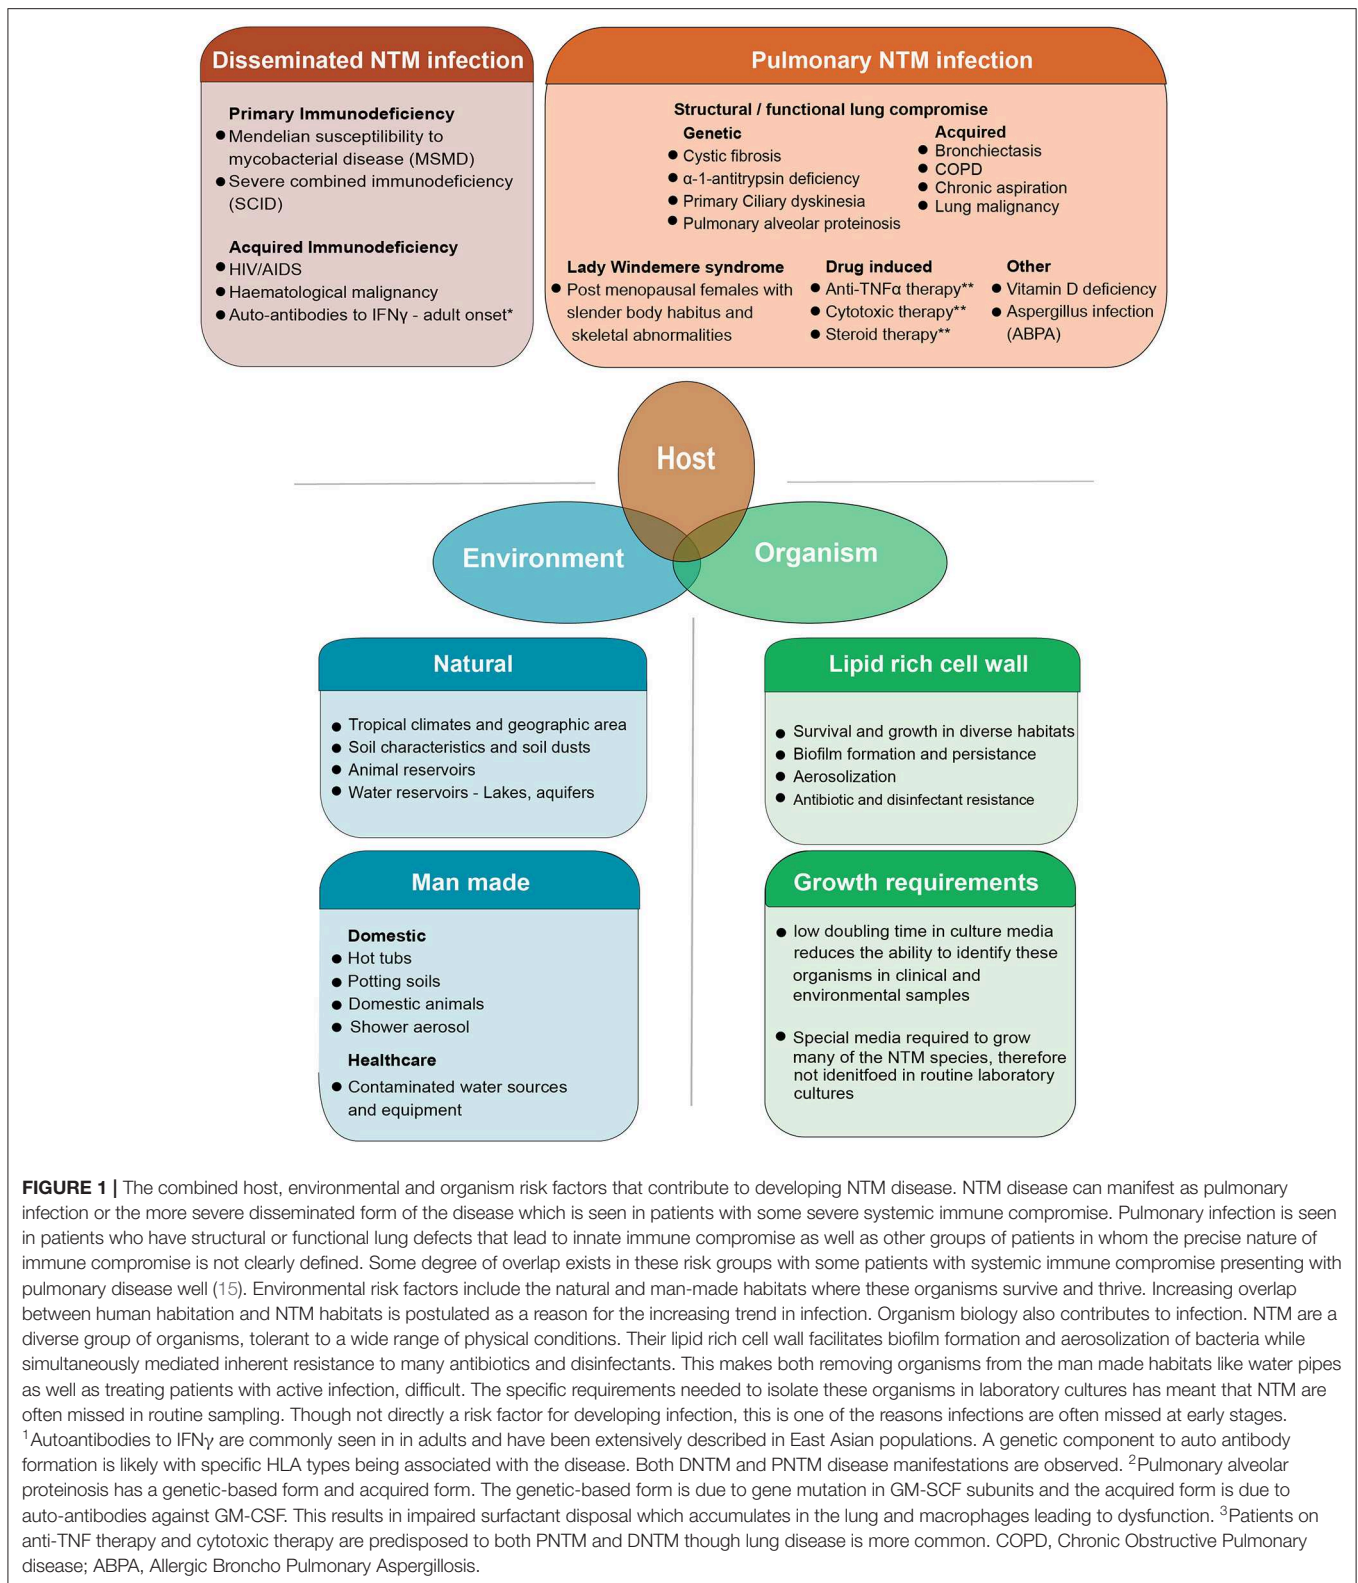 Disseminated NTM infection
Primary Immunodeficiency
● Mendelian susceptilibility to
mycobacterial disease (MSMD)
● Severe combined immunodeficiency
(SCID)
Acquired Immunodeficiency
● HIV/AIDS
● Haematological malignancy
● Auto-antibodies to IFNγ - adult onset*
Pulmonary NTM infection
Structural / functional lung compromise
Genetic
● Cystic fibrosis
● α-1-antitrypsin deficiency
● Primary Ciliary dyskinesia
● Pulmonary alveolar proteinosis
Acquired
● Bronchiectasis
● COPD
● Chronic aspiration
● Lung malignancy
Lady Windemere syndrome
● Post menopausal females with
slender body habitus and
skeletal abnormalities
Drug induced
● Anti-TNFα therapy**
● Cytotoxic therapy**
● Steroid therapy**
Other
● Vitamin D deficiency
● Aspergillus infection
(ABPA)
Host
Environment
Organism
Natural
● Tropical climates and geographic area
● Soil characteristics and soil dusts
● Animal reservoirs
● Water reservoirs - Lakes, aquifers
Lipid rich cell wall
● Survival and growth in diverse habitats
● Biofilm formation and persistance
● Aerosolization
● Antibiotic and disinfectant resistance
Man made
Domestic
● Hot tubs
● Potting soils
● Domestic animals
● Shower aerosol
Healthcare
● Contaminated water sources
and equipment
Growth requirements
● low doubling time in culture media
reduces the ability to identify these
organisms in clinical and
environmental samples
● Special media required to grow
many of the NTM species, therefore
not idenitfoed in routine laboratory
cultures
FIGURE 1 | The combined host, environmental and organism risk factors that contribute to developing NTM disease. NTM disease can manifest as pulmonary
infection or the more severe disseminated form of the disease which is seen in patients with some severe systemic immune compromise. Pulmonary infection is seen
in patients who have structural or functional lung defects that lead to innate immune compromise as well as other groups of patients in whom the precise nature of
immune compromise is not clearly defined. Some degree of overlap exists in these risk groups with some patients with systemic immune compromise presenting with
pulmonary disease well (15). Environmental risk factors include the natural and man-made habitats where these organisms survive and thrive. Increasing overlap
between human habitation and NTM habitats is postulated as a reason for the increasing trend in infection. Organism biology also contributes to infection. NTM are a
diverse group of organisms, tolerant to a wide range of physical conditions. Their lipid rich cell wall facilitates biofilm formation and aerosolization of bacteria while
simultaneously mediated inherent resistance to many antibiotics and disinfectants. This makes both removing organisms from the man made habitats like water pipes
as well as treating patients with active infection, difficult. The specific requirements needed to isolate these organisms in laboratory cultures has meant that NTM are
often missed in routine sampling. Though not directly a risk factor for developing infection, this is one of the reasons infections are often missed at early stages.
¹Autoantibodies to IFNγ are commonly seen in in adults and have been extensively described in East Asian populations. A genetic component to auto antibody
formation is likely with specific HLA types being associated with the disease. Both DNTM and PNTM disease manifestations are observed. ²Pulmonary alveolar
proteinosis has a genetic-based form and acquired form. The genetic-based form is due to gene mutation in GM-SCF subunits and the acquired form is due to
auto-antibodies against GM-CSF. This results in impaired surfactant disposal which accumulates in the lung and macrophages leading to dysfunction. ³Patients on
anti-TNF therapy and cytotoxic therapy are predisposed to both PNTM and DNTM though lung disease is more common. COPD, Chronic Obstructive Pulmonary
disease; ABPA, Allergic Broncho Pulmonary Aspergillosis.